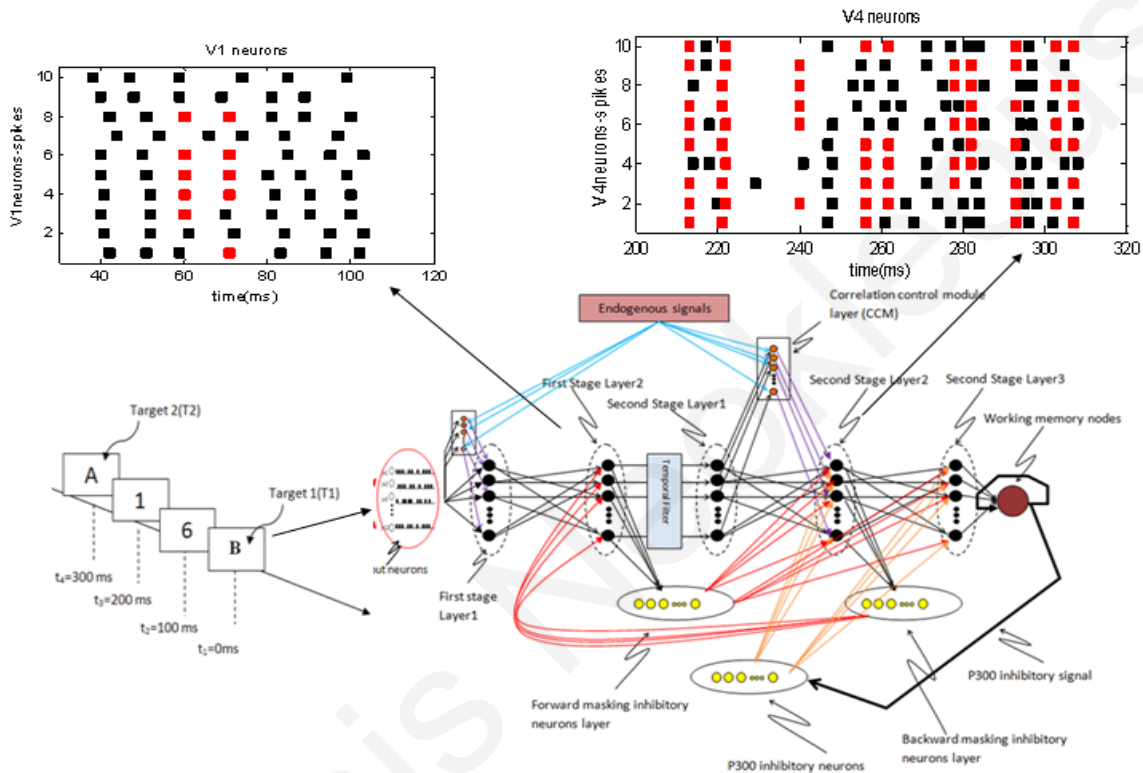 V1 neurons
V1neurons-spikes
10
8
6
4
2
40
60
80
100
120
time(ms)
V4 neurons
V4neurons-spikes
10
8
6
4
2
200
220
240
260
280
300
320
time(ms)
Endogenous signals
Correlation control module
layer (CCM)
First Stage Layer2
Second Stage Layer1
Second Stage Layer2
Second Stage Layer3
Working memory nodes
Target 2(T2)
A
1
6
B
Target 1(T1)
t4=300 ms
t3=200 ms
t2=100 ms
t1=0ms
out neurons
Temporal Filter
First stage
Layer1
Forward masking inhibitory
neurons layer
P300 inhibitory neurons
Backward masking inhibitory
neurons layer
P300 inhibitory signal